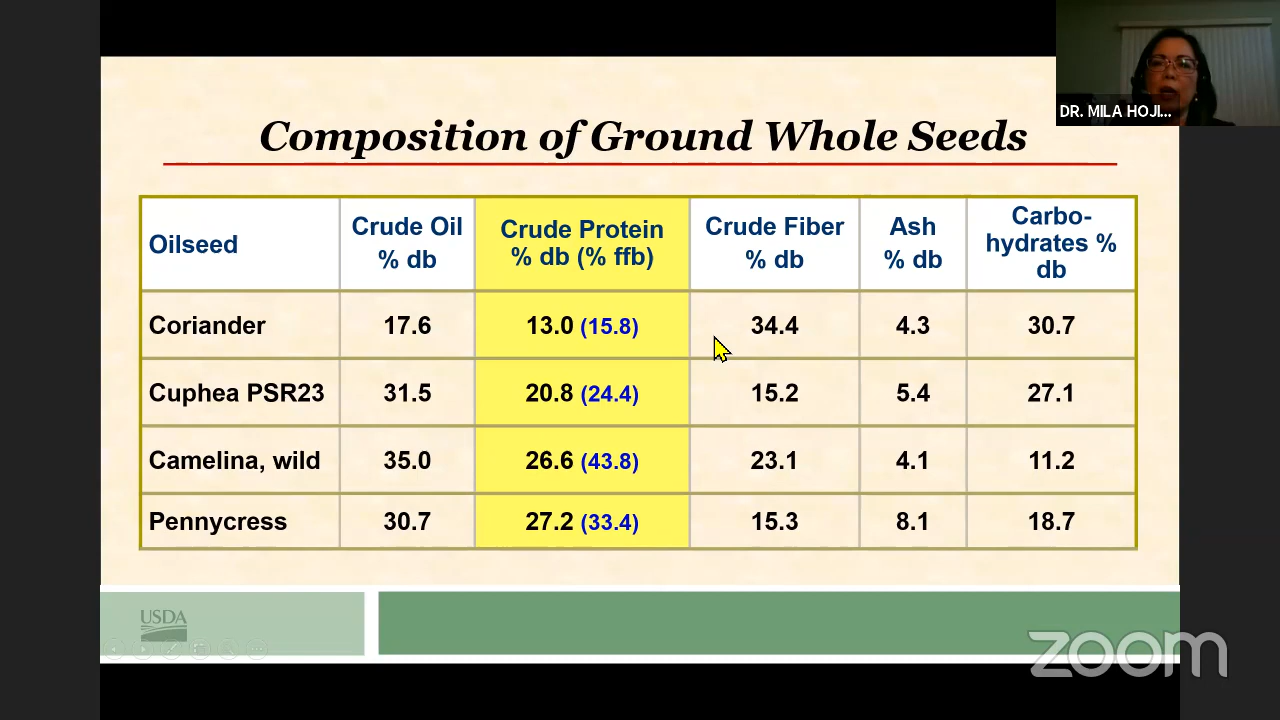 DR. MILA HOJI...
Composition of Ground Whole Seeds
Oilseed
Crude Oil
% db
Crude Protein
% db (% ffb)
Crude Fiber
% db
Ash
% db
Carbo-
hydrates %
db
Coriander 17.6 13.0 (15.8) 34.4 4.3 30.7
Cuphea PSR23 31.5 20.8 (24.4) 15.2 5.4 27.1
Camelina, wild 35.0 26.6 (43.8) 23.1 4.1 11.2
Pennycress 30.7 27.2 (33.4) 15.3 8.1 18.7
USDA
zoom